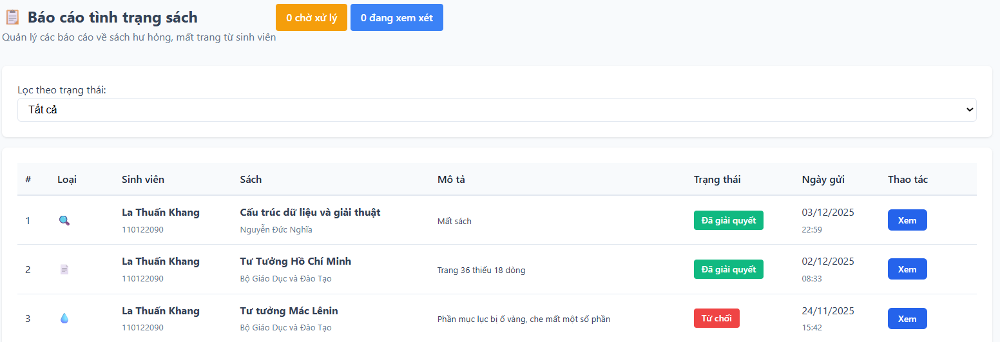 Báo cáo tình trạng sách
0 chờ xử lý
0 đang xem xét
Quản lý các báo cáo về sách hư hỏng, mất trang từ sinh viên
Lọc theo trạng thái:
Tất cả
# Loại Sinh viên Sách Mô tả Trạng thái Ngày gửi Thao tác
1 La Thuấn Khang Cấu trúc dữ liệu và giải thuật Mất sách Đã giải quyết 03/12/2025 Xem
110122090 Nguyễn Đức Nghĩa 22:59
2 La Thuấn Khang Tư Tưởng Hồ Chí Minh Trang 36 thiếu 18 dòng Đã giải quyết 02/12/2025 Xem
110122090 Bộ Giáo Dục và Đào Tạo 08:33
3 La Thuấn Khang Tư tưởng Mác Lênin Phần mục lục bị ố vàng, che mất một số phần Từ chối 24/11/2025 Xem
110122090 Bộ Giáo Dục và Đào Tạo 15:42